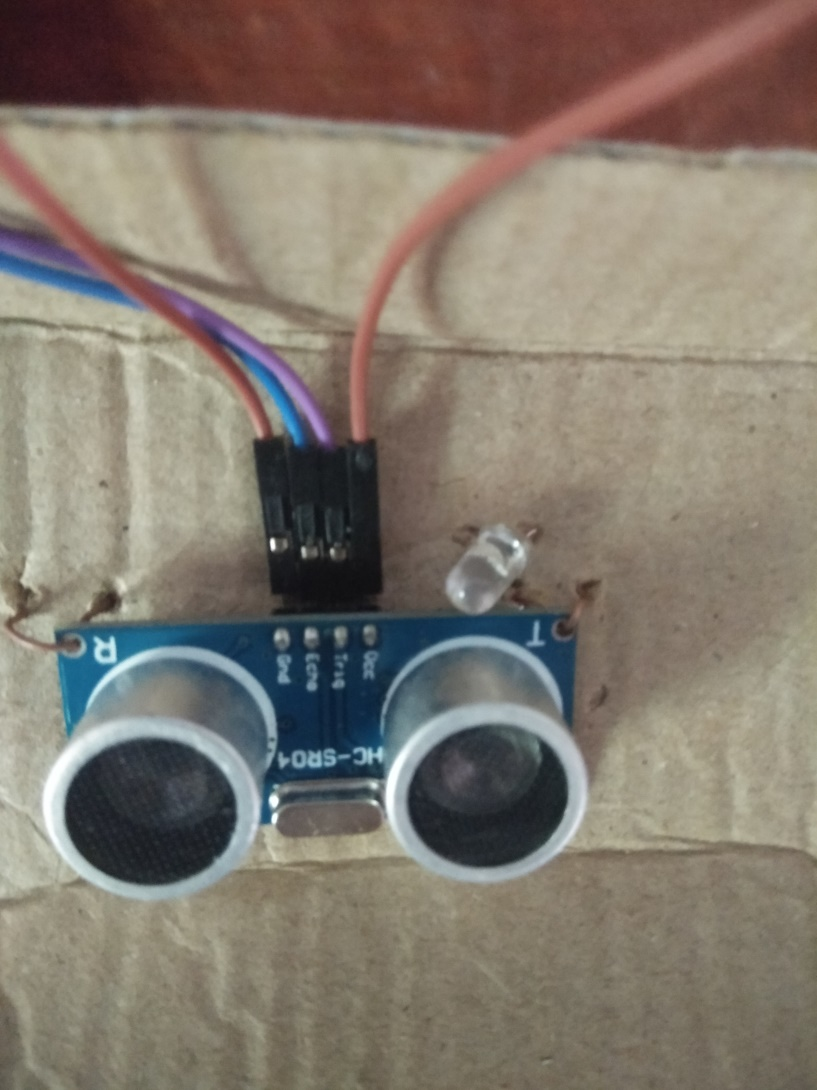 R
T
Gnd
Echo
Trig
Vcc
HC-SR04